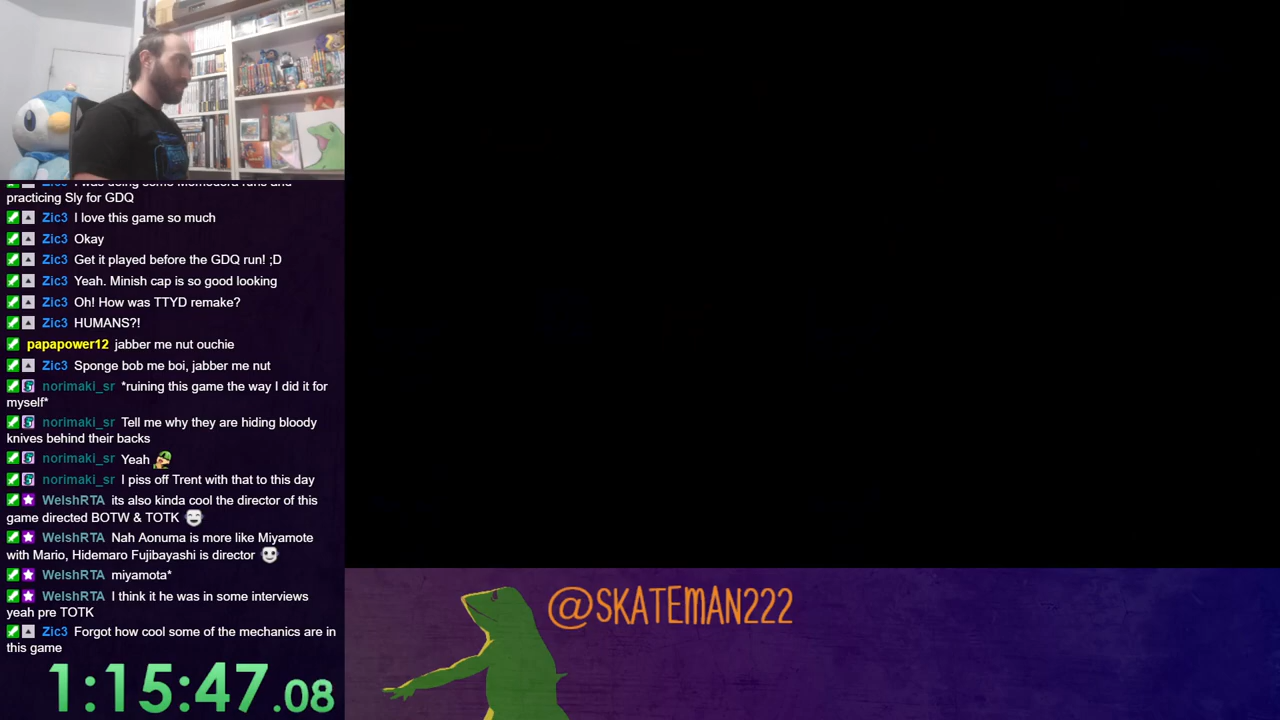 practicing Sly for GDQ
Zic3 I love this game so much
Zic3 Okay
Zic3 Get it played before the GDQ run! ;D
Zic3 Yeah. Minish cap is so good looking
Zic3 Oh! How was TTYD remake?
Zic3 HUMANS?!
papapower12 jabber me nut ouchie
Zic3 Sponge bob me boi, jabber me nut
norimaki_sr *ruining this game the way I did it for
myself*
norimaki_sr Tell me why they are hiding bloody
knives behind their backs
norimaki_sr Yeah
norimaki_sr I piss off Trent with that to this day
WelshRTA its also kinda cool the director of this
game directed BOTW & TOTK
WelshRTA Nah Aonuma is more like Miyamote
with Mario, Hidemaro Fujibayashi is director
WelshRTA miyamota*
WelshRTA I think it he was in some interviews
yeah pre TOTK
Zic3 Forgot how cool some of the mechanics are in
this game
1:15:47.08
@SKATEMAN222